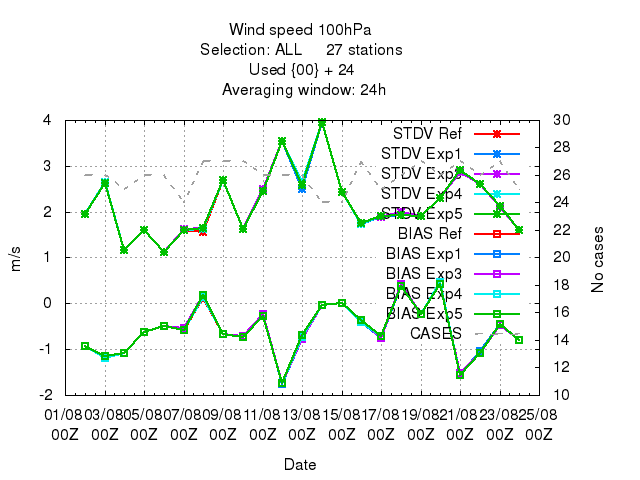 Wind speed 100hPa
Selection: ALL 27 stations
Used {00} + 24
Averaging window: 24h
4 30
STDV Ref
28
STDV Exp1
3
STDV Exp3 26
STDV Exp4
24
STDV Exp5
2
BIAS Ref 22
BIAS Exp1
1 20
BIAS Exp3
BIAS Exp4 18
0
BIAS Exp5 16
CASES
14
-1
12
-2 10
m/s
No cases
01/08 03/08 05/08 07/08 09/08 11/08 13/08 15/08 17/08 19/08 21/08 23/08 25/08
00Z 00Z 00Z 00Z 00Z 00Z 00Z 00Z 00Z 00Z 00Z 00Z 00Z
Date